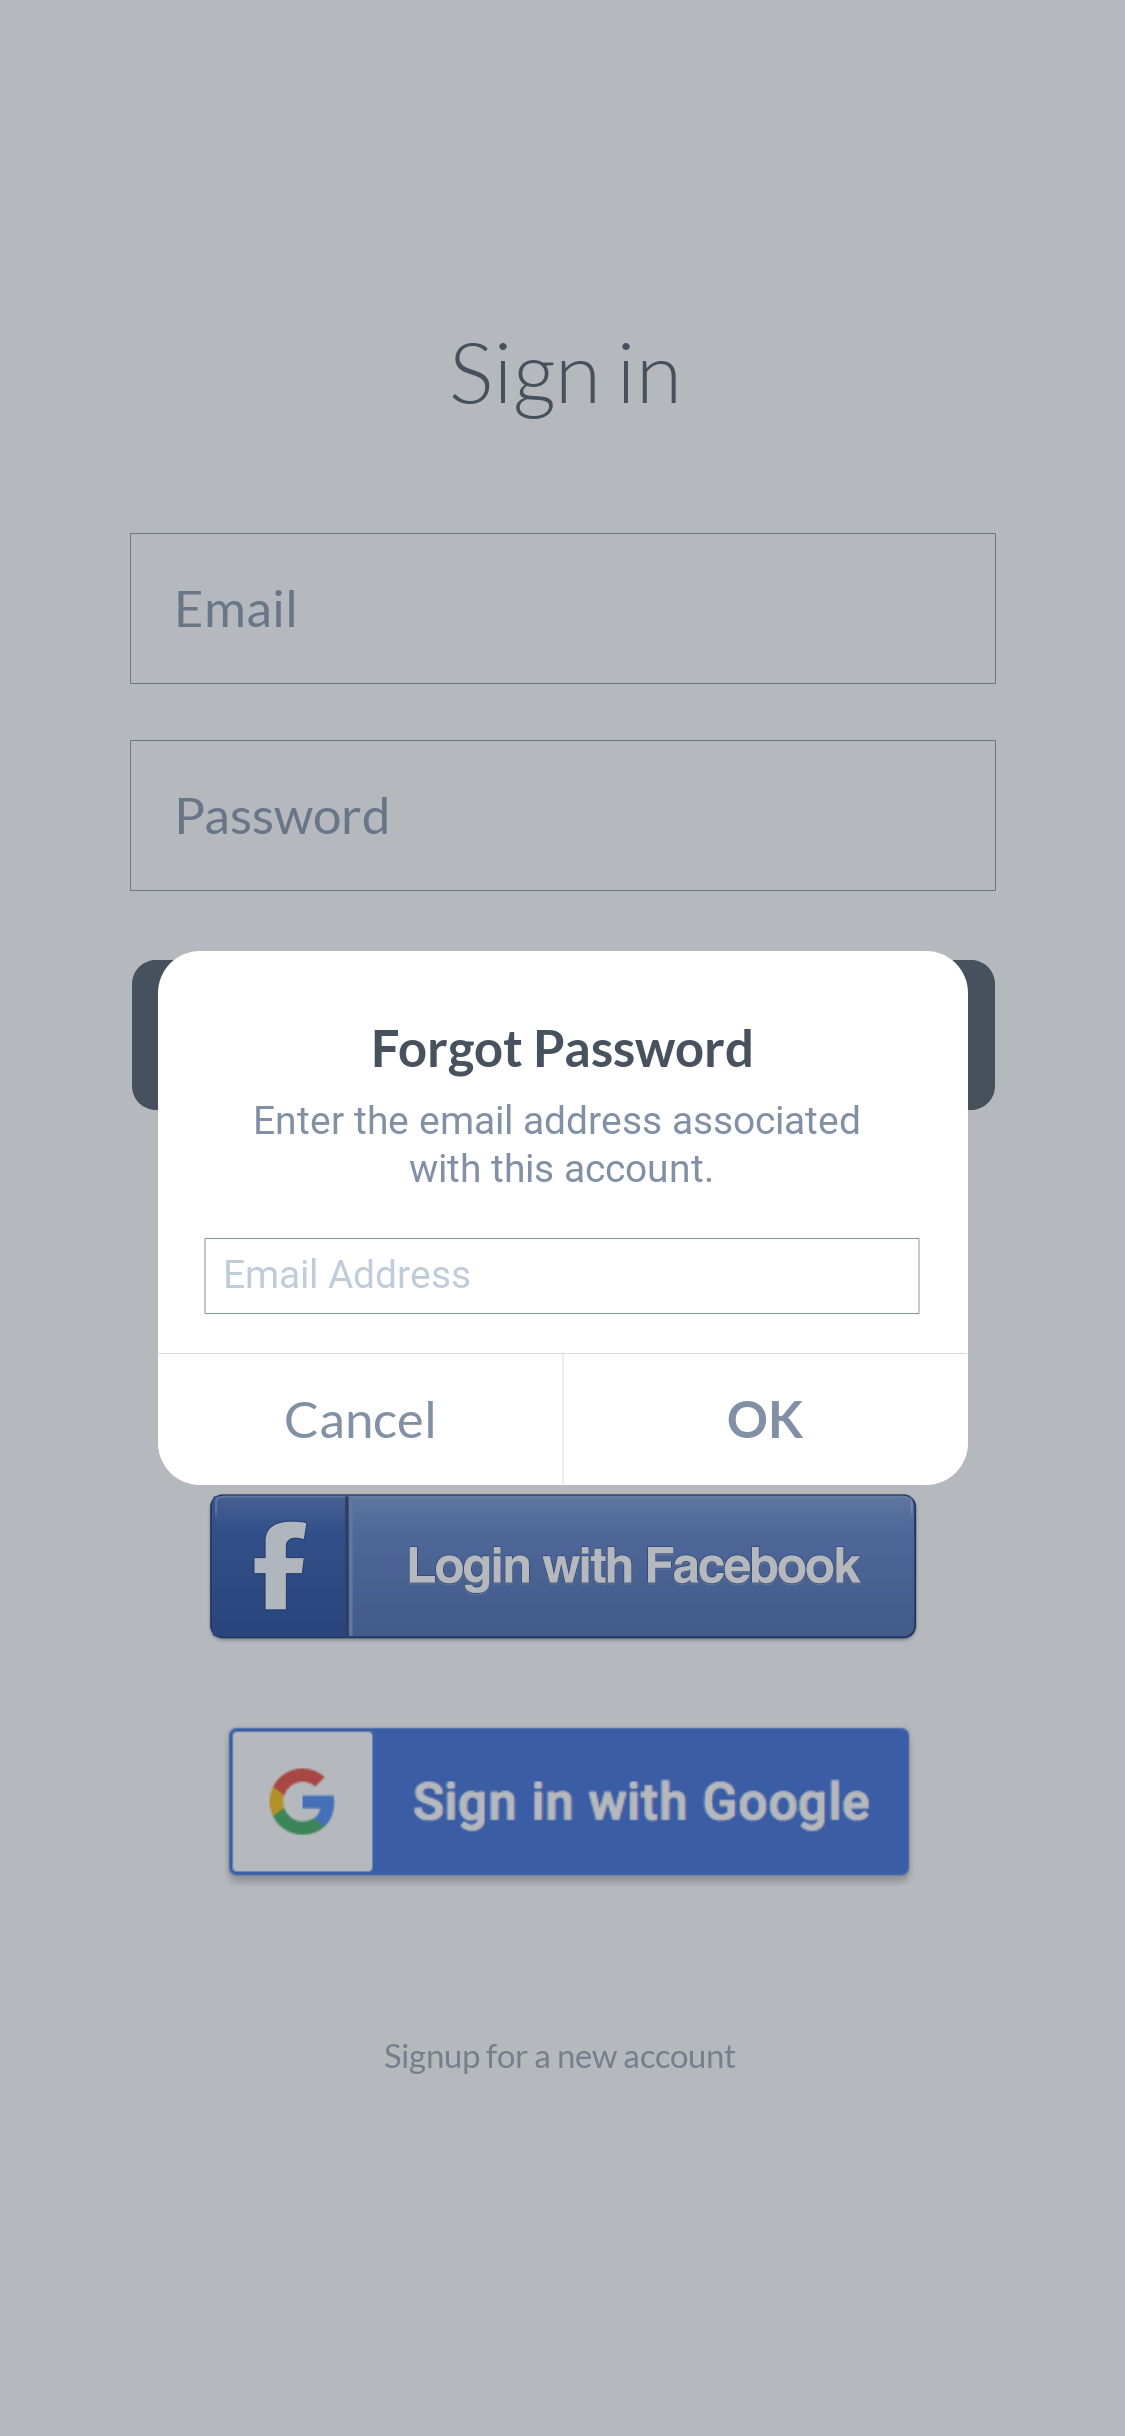 Sign in
Email
Password
Forgot Password
Enter the email address associated
with this account.
Email Address
Cancel
OK
Login with Facebook
Sign in with Google
Signup for a new account